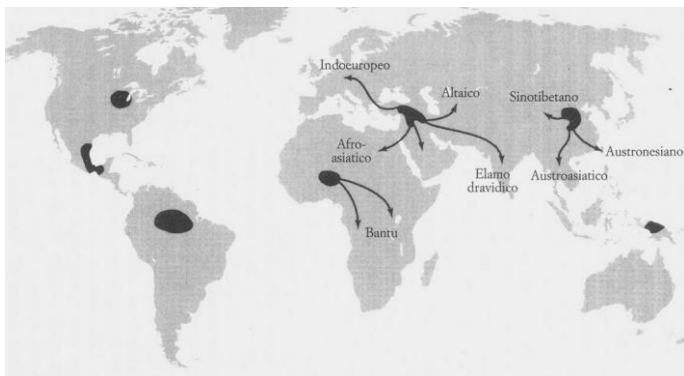 Indoeuropeo
Altaico
Sinotibetano
Afro-
asiatico
Elamo
dravidico
Austroasiatico
Austronesiano
Bantu